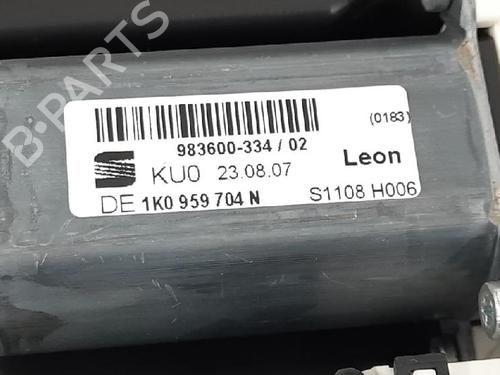 B-PARTS
(0183)
983600-334 / 02
KU0 23.08.07
Leon
DE 1K0 959 704 N
S1108 H006